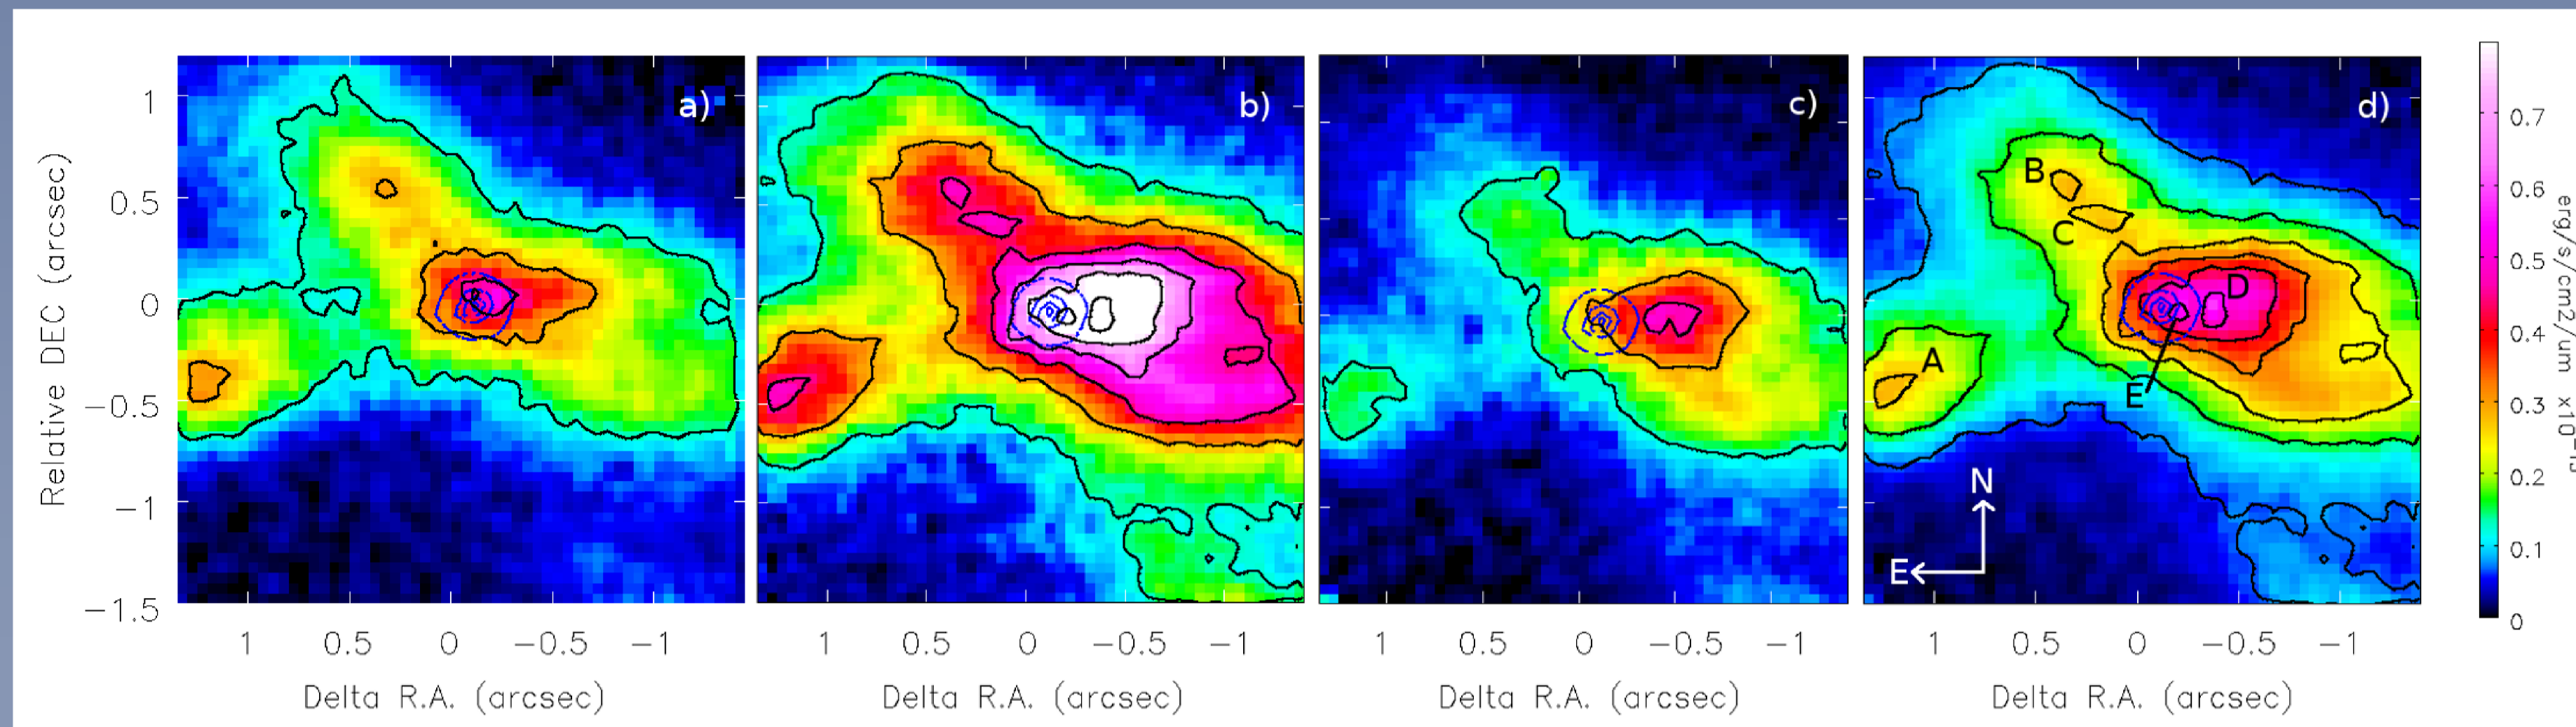 a)
b)
c)
d)
1
0.5
0
−0.5
−1
−1.5
Relative DEC (arcsec)
A
B
C
D
E
N
E
0.7
0.6
0.5
0.4
0.3
0.2
0.1
0
erg/s/cm2/um
1 0.5 0 −0.5 −1
1 0.5 0 −0.5 −1
1 0.5 0 −0.5 −1
1 0.5 0 −0.5 −1
Delta R.A. (arcsec)
Delta R.A. (arcsec)
Delta R.A. (arcsec)
Delta R.A. (arcsec)